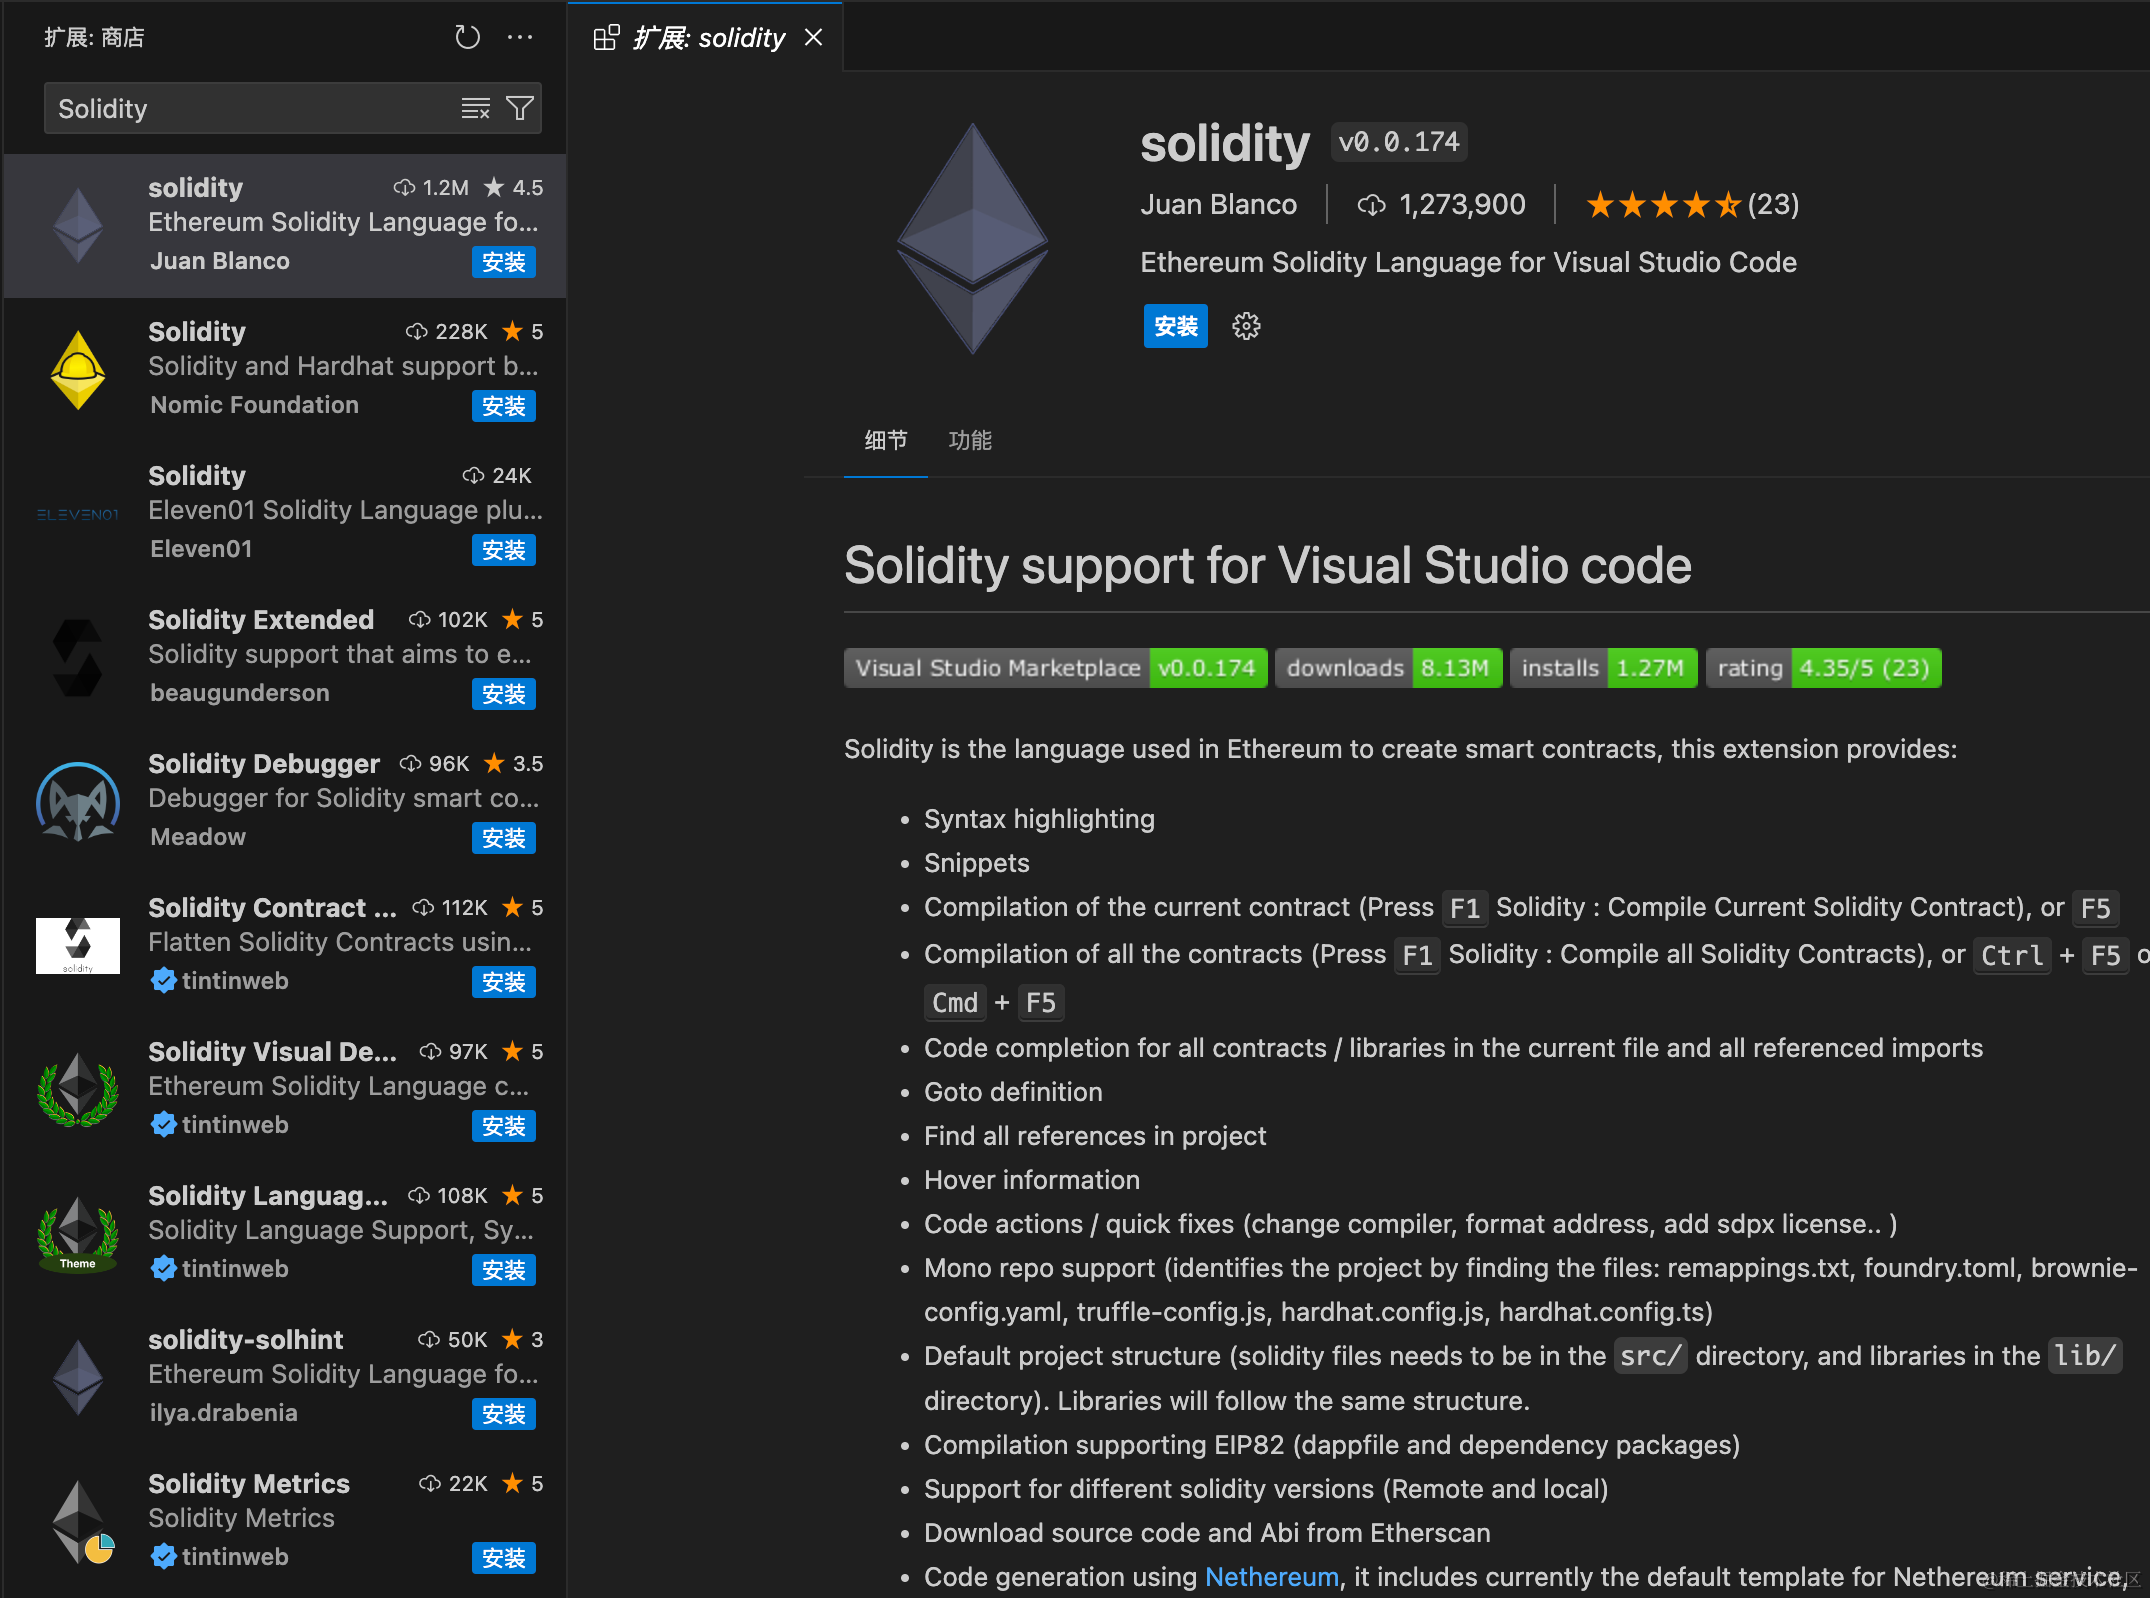 扩展: 商店
Solidity
solidity 1.2M ★ 4.5
Ethereum Solidity Language fo...
Juan Blanco 安装
Solidity 228K ★ 5
Solidity and Hardhat support b...
Nomic Foundation 安装
ELEVEN01
Solidity 24K
Eleven01 Solidity Language plu...
Eleven01 安装
Solidity Extended 102K ★ 5
Solidity support that aims to e...
beaugunderson 安装
Solidity Debugger 96K ★ 3.5
Debugger for Solidity smart co...
Meadow 安装
solidity
Solidity Contract ... 112K ★ 5
Flatten Solidity Contracts usin...
tintinweb 安装
Solidity Visual De... 97K ★ 5
Ethereum Solidity Language c...
tintinweb 安装
Theme
Solidity Languag... 108K ★ 5
Solidity Language Support, Sy...
tintinweb 安装
solidity-solhint 50K ★ 3
Ethereum Solidity Language fo...
ilya.drabenia 安装
Solidity Metrics 22K ★ 5
Solidity Metrics
tintinweb 安装
扩展: solidity
solidity v0.0.174
Juan Blanco 1,273,900 (23)
Ethereum Solidity Language for Visual Studio Code
安装
细节 功能
Solidity support for Visual Studio code
Visual Studio Marketplace v0.0.174 downloads 8.13M installs 1.27M rating 4.35/5 (23)
Solidity is the language used in Ethereum to create smart contracts, this extension provides:
• Syntax highlighting
• Snippets
• Compilation of the current contract (Press F1 Solidity : Compile Current Solidity Contract), or F5
• Compilation of all the contracts (Press F1 Solidity : Compile all Solidity Contracts), or Ctrl + F5 o
Cmd + F5
• Code completion for all contracts / libraries in the current file and all referenced imports
• Goto definition
• Find all references in project
• Hover information
• Code actions / quick fixes (change compiler, format address, add sdpx license.. )
• Mono repo support (identifies the project by finding the files: remappings.txt, foundry.toml, brownie-
config.yaml, truffle-config.js, hardhat.config.js, hardhat.config.ts)
• Default project structure (solidity files needs to be in the src/ directory, and libraries in the lib/
directory). Libraries will follow the same structure.
• Compilation supporting EIP82 (dappfile and dependency packages)
• Support for different solidity versions (Remote and local)
• Download source code and Abi from Etherscan
• Code generation using Nethereum, it includes currently the default template for Nethereum service,